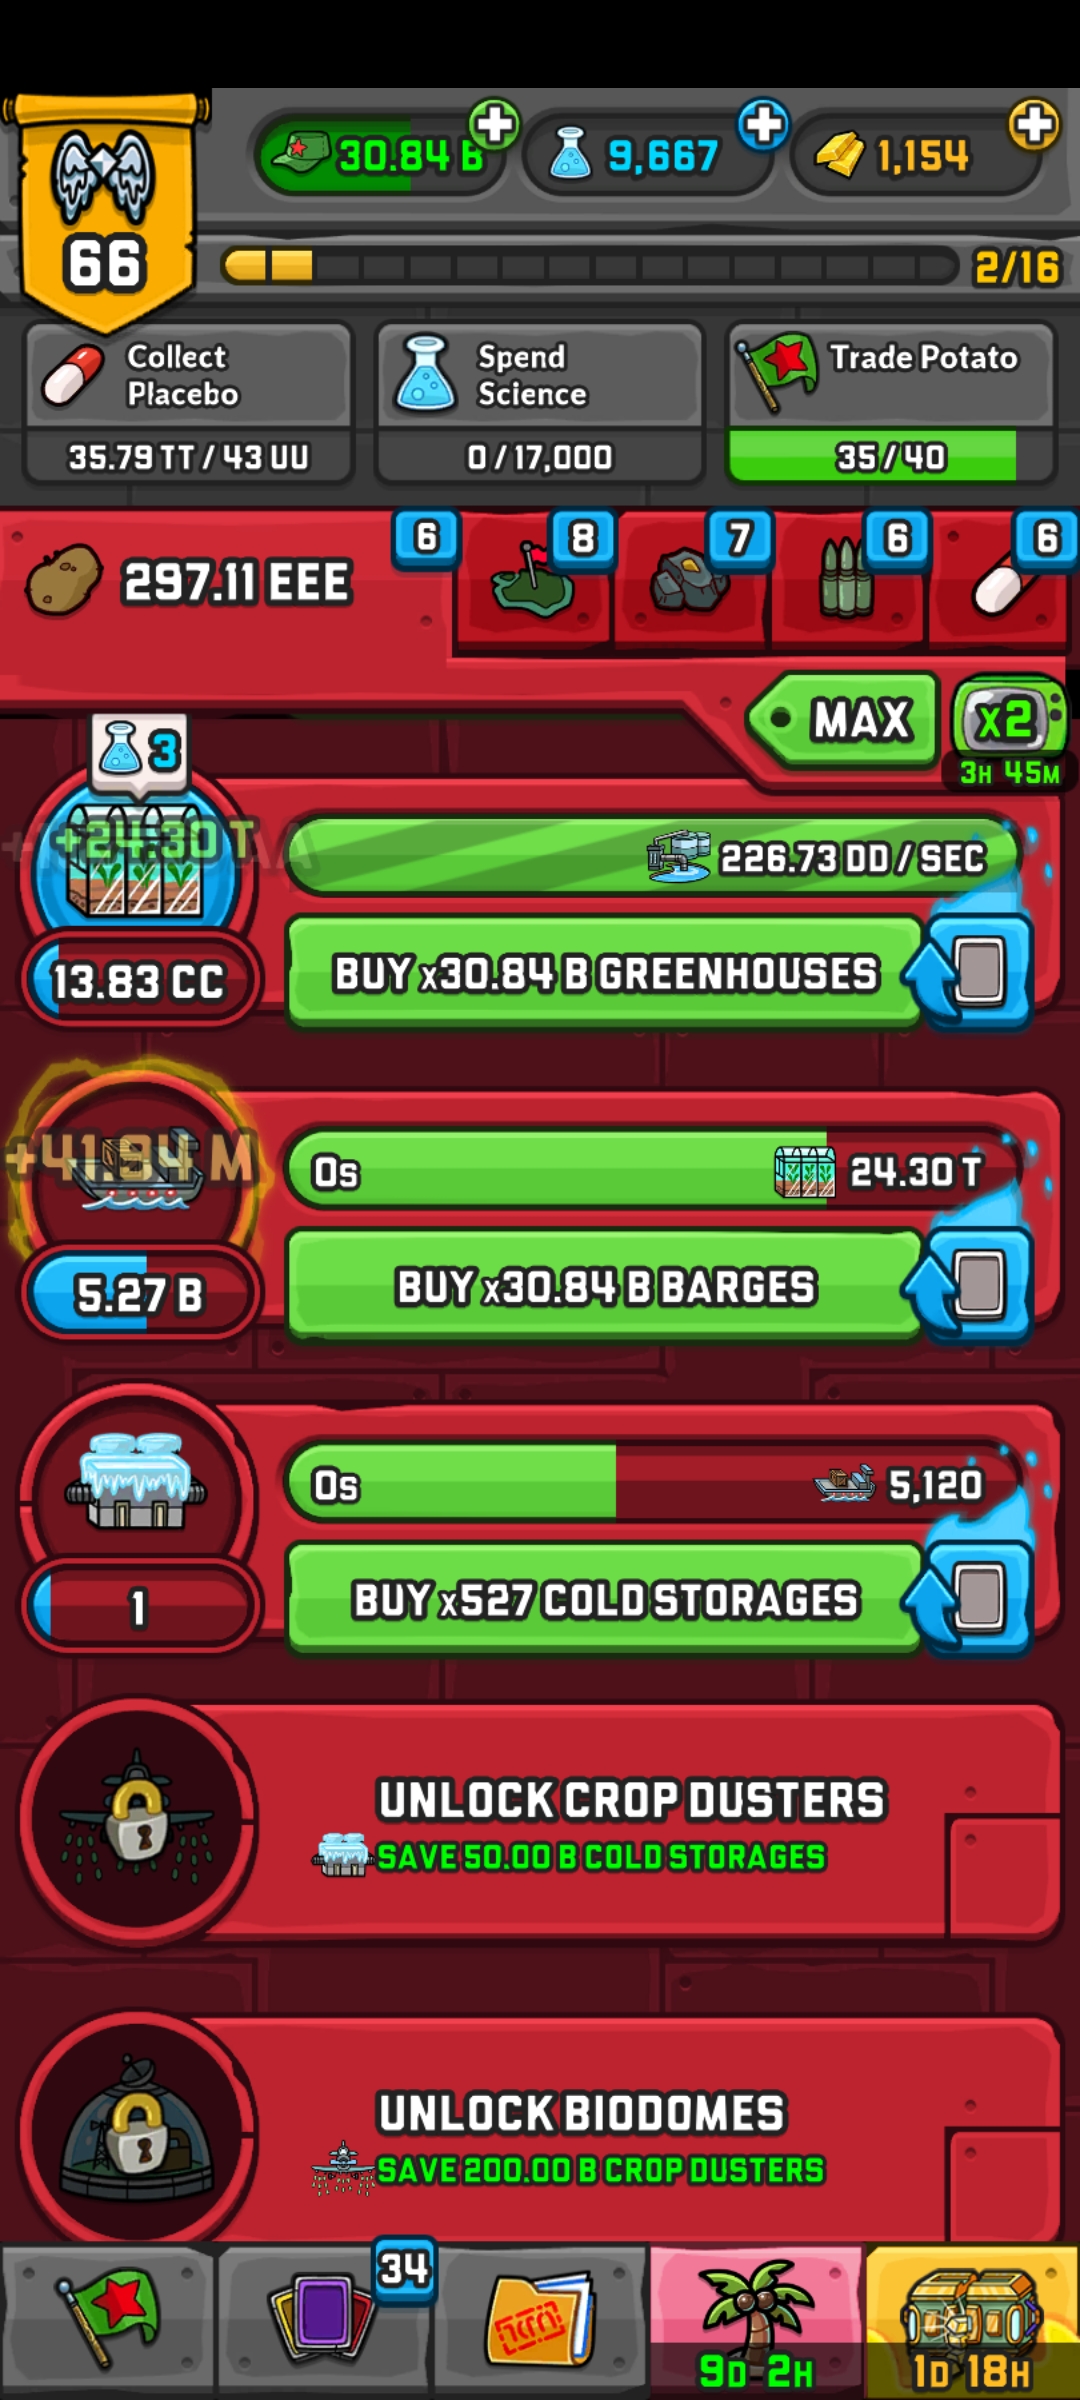 30.84 B
9,667
1,154
66
2/16
Collect
Placebo
Spend
Science
Trade Potato
35.79 TT / 43 UU
0 / 17,000
35 / 40
297.11 EEE
6
8
7
6
6
MAX
x2
3H 45M
3
+24.30 T
226.73 DD / SEC
13.83 CC
BUY x30.84 B GREENHOUSES
+41.94 M
0s
24.30 T
5.27 B
BUY x30.84 B BARGES
0s
5,120
1
BUY x527 COLD STORAGES
UNLOCK CROP DUSTERS
SAVE 50.00 B COLD STORAGES
UNLOCK BIODOMES
SAVE 200.00 B CROP DUSTERS
34
9D 2H
1D 18H